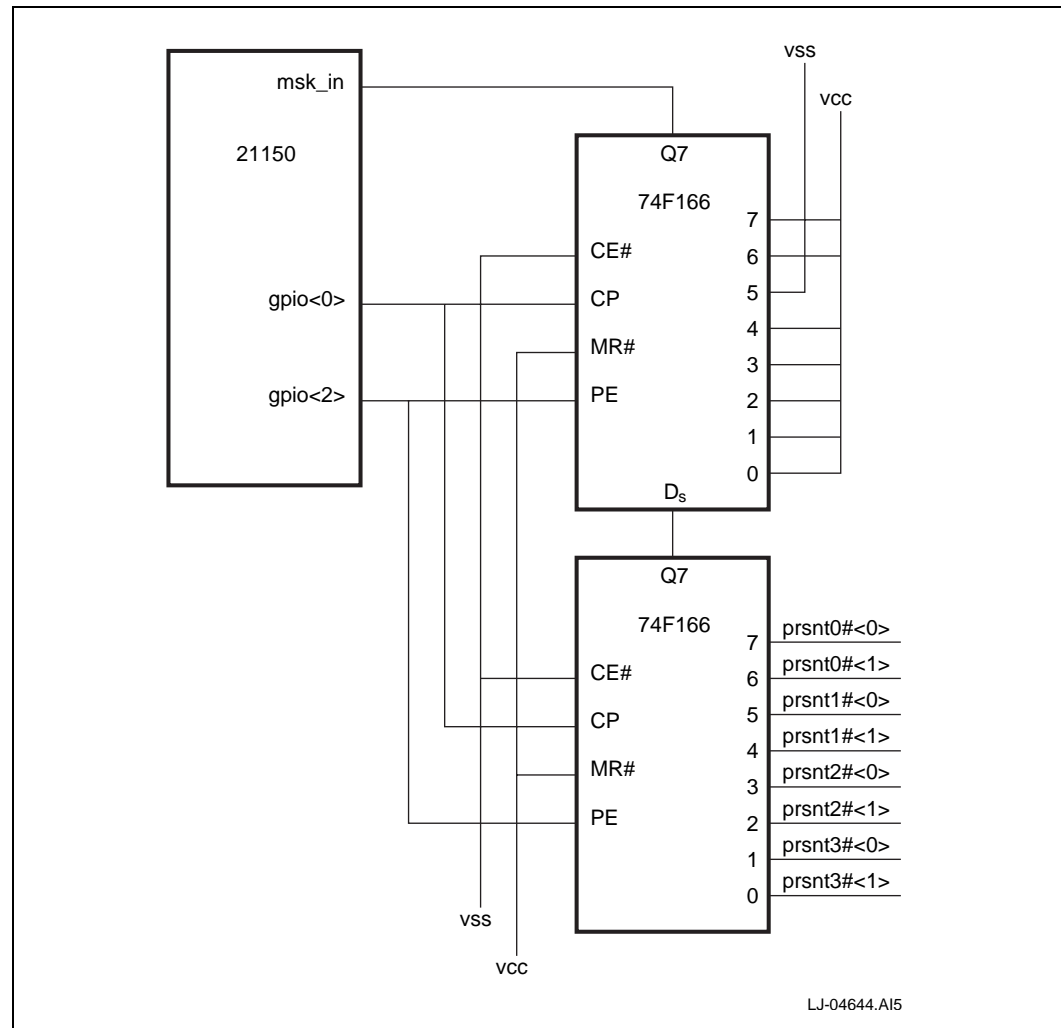 vss
vcc
msk_in
21150
gpio<0>
gpio<2>
Q7
74F166
CE#
CP
MR#
PE
7
6
5
4
3
2
1
0
Ds
Q7
74F166
CE#
CP
MR#
PE
7
6
5
4
3
2
1
0
prsnt0#<0>
prsnt0#<1>
prsnt1#<0>
prsnt1#<1>
prsnt2#<0>
prsnt2#<1>
prsnt3#<0>
prsnt3#<1>
vss
vcc
LJ-04644.AI5